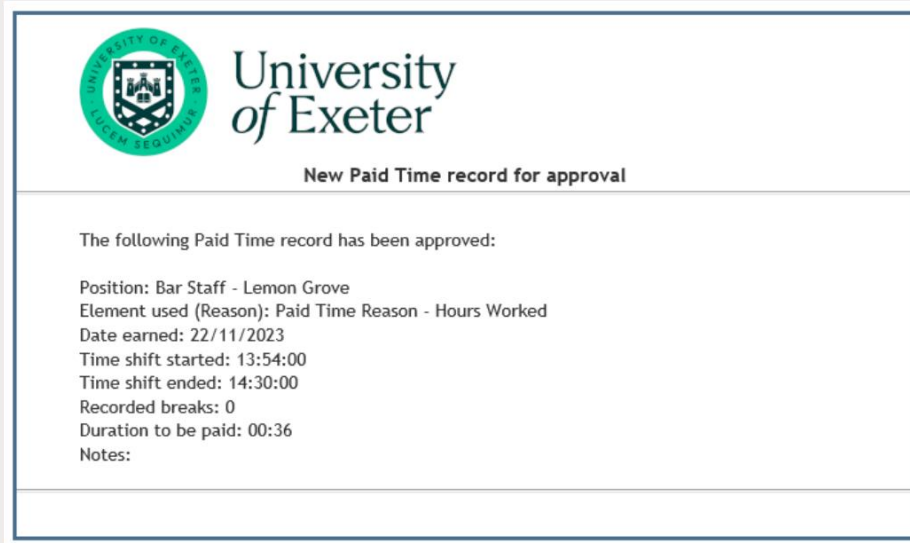 UNIVERSITY OF EXETER
LUCEM SEQUIMUR
University
of Exeter
New Paid Time record for approval
The following Paid Time record has been approved:
Position: Bar Staff - Lemon Grove
Element used (Reason): Paid Time Reason - Hours Worked
Date earned: 22/11/2023
Time shift started: 13:54:00
Time shift ended: 14:30:00
Recorded breaks: 0
Duration to be paid: 00:36
Notes: